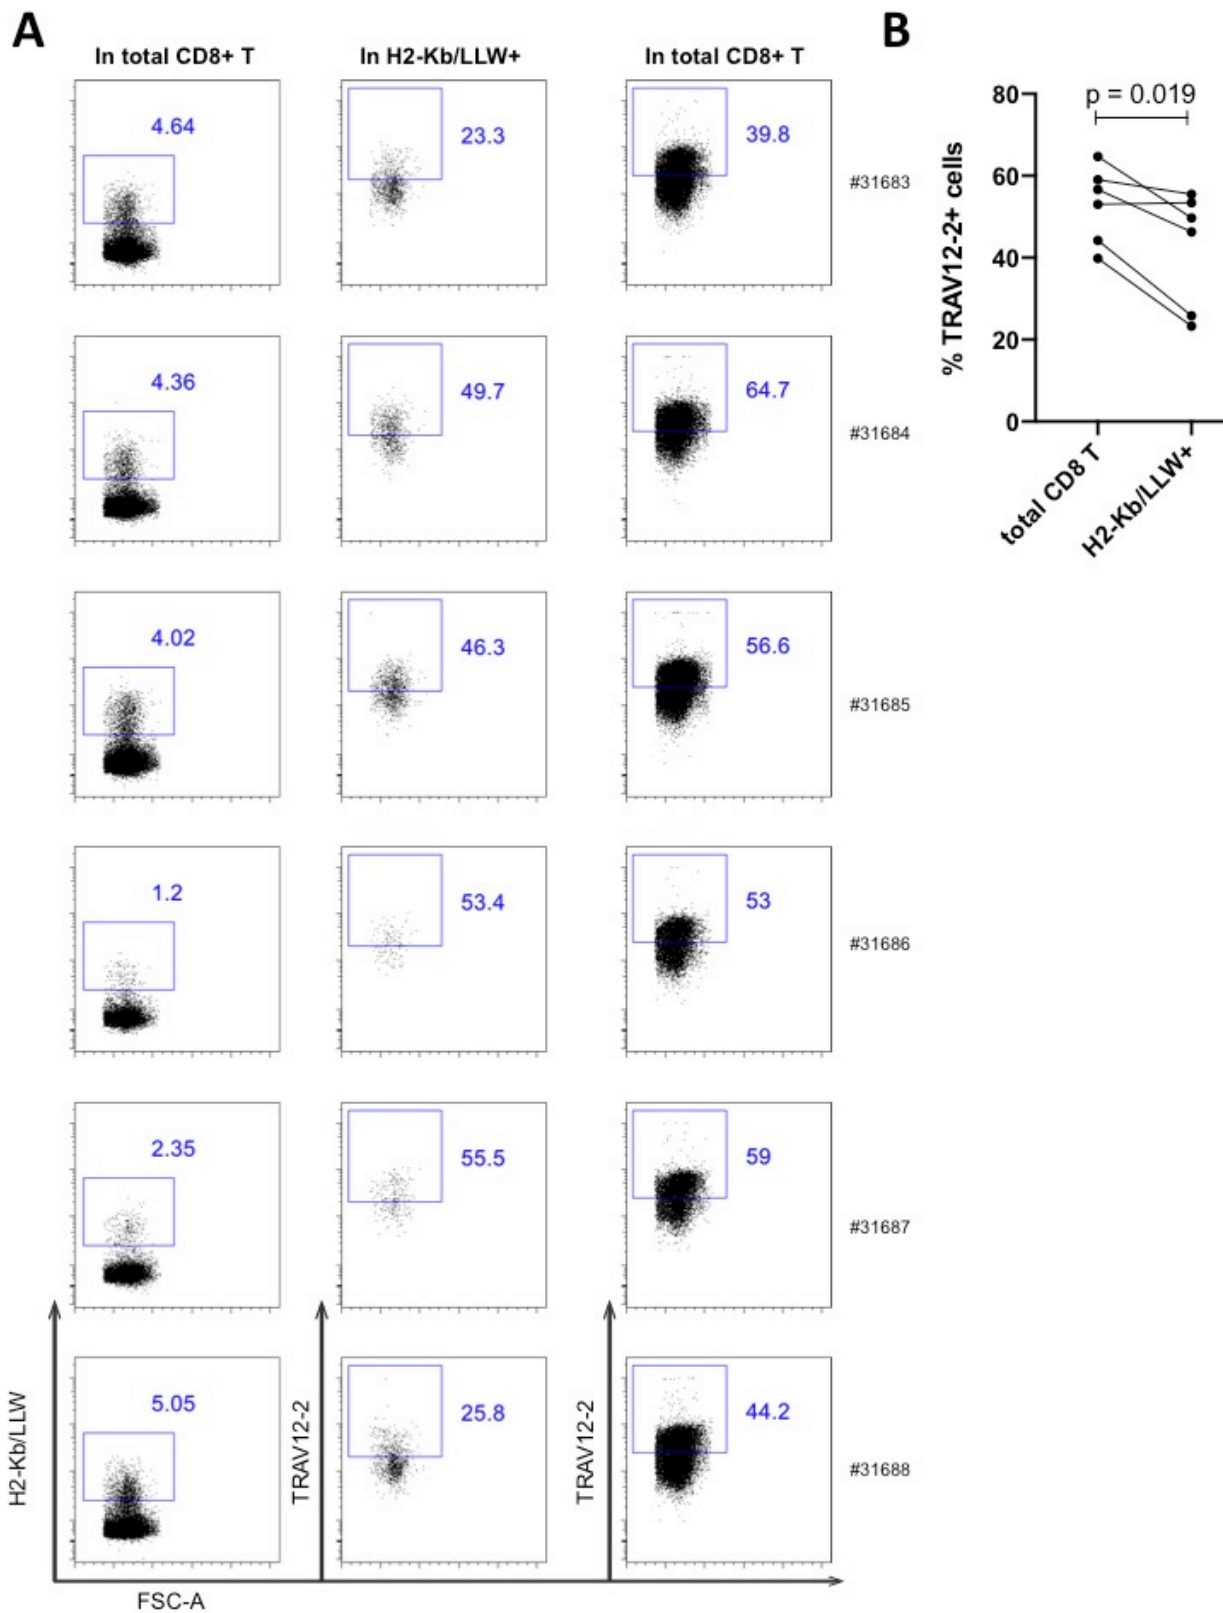 A
B
In total CD8+ T
In H2-Kb/LLW+
In total CD8+ T
4.64
23.3
39.8
#31683
4.36
49.7
64.7
#31684
4.02
46.3
56.6
#31685
1.2
53.4
53
#31686
2.35
55.5
59
#31687
5.05
25.8
44.2
#31688
H2-Kb/LLW
TRAV12-2
TRAV12-2
FSC-A
p = 0.019
% TRAV12-2+ cells
80
60
40
20
0
total CD8 T
H2-Kb/LLW+